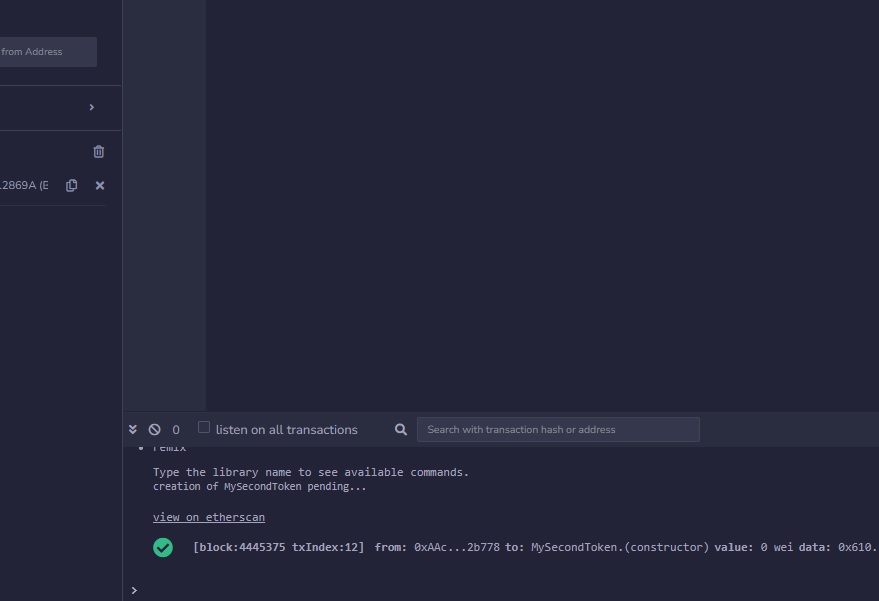 from Address
.2869A (E
0
listen on all transactions
Search with transaction hash or address
remix
Type the library name to see available commands.
creation of MySecondToken pending...
view on etherscan
[block:4445375 txIndex:12] from: 0xAAc...2b778 to: MySecondToken.(constructor) value: 0 wei data: 0x610.
>